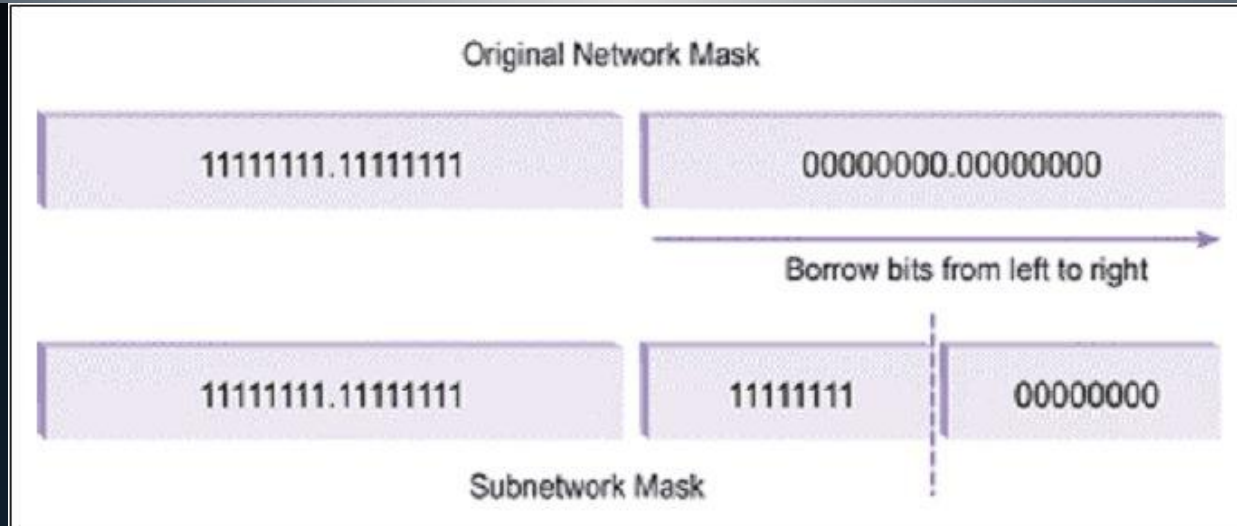 Original Network Mask
11111111.11111111 00000000.00000000
Borrow bits from left to right
11111111.11111111 11111111 00000000
Subnetwork Mask